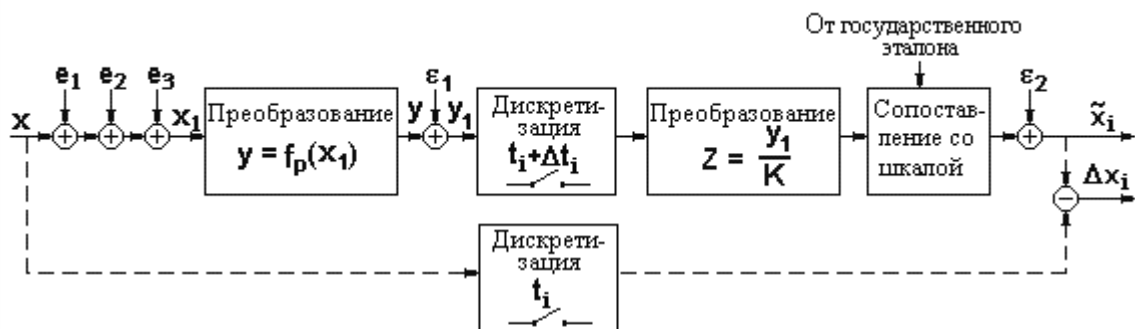 От государственного
эталона
e₁ e₂ e₃ ε₁ ε₂
x x₁ y y₁ x̃ᵢ
Преобразование
y = fₚ(x₁)
Дискрети-
зация
tᵢ+Δtᵢ
Преобразование
Z = y₁/K
Сопостав-
ление со
шкалой
Δxᵢ
Дискрети-
зация
tᵢ